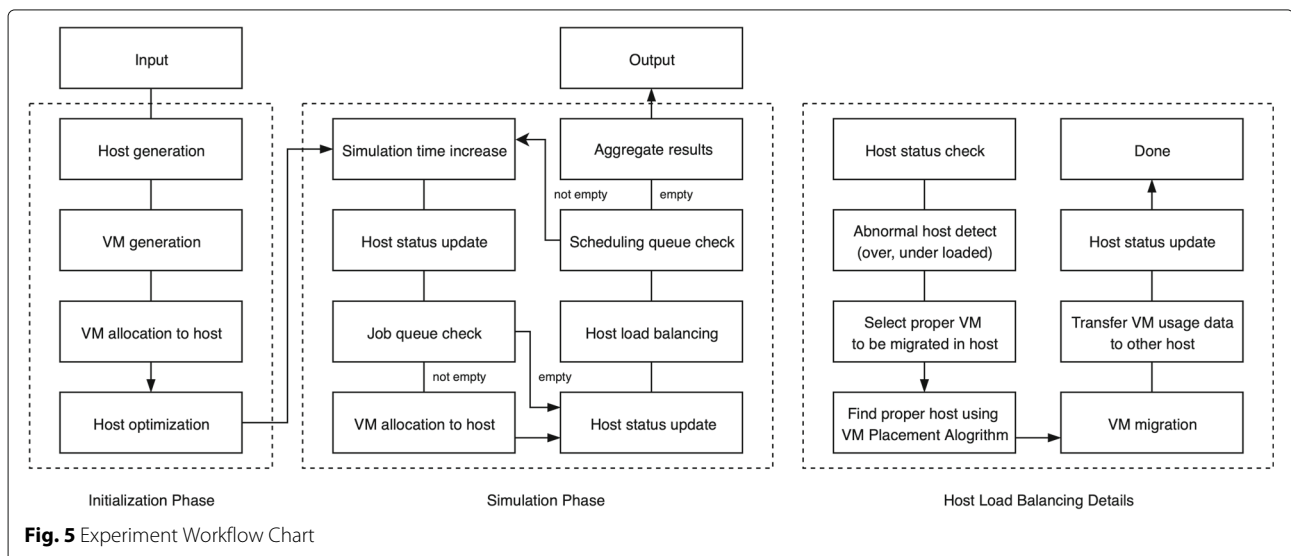 Input
Host generation
VM generation
VM allocation to host
Host optimization
Initialization Phase
Output
Simulation time increase
Host status update
Job queue check
not empty
empty
VM allocation to host
Aggregate results
not empty
empty
Scheduling queue check
Host load balancing
Host status update
Simulation Phase
Host status check
Abnormal host detect
(over, under loaded)
Select proper VM
to be migrated in host
Find proper host using
VM Placement Alogrithm
Done
Host status update
Transfer VM usage data
to other host
VM migration
Host Load Balancing Details
Fig. 5 Experiment Workflow Chart